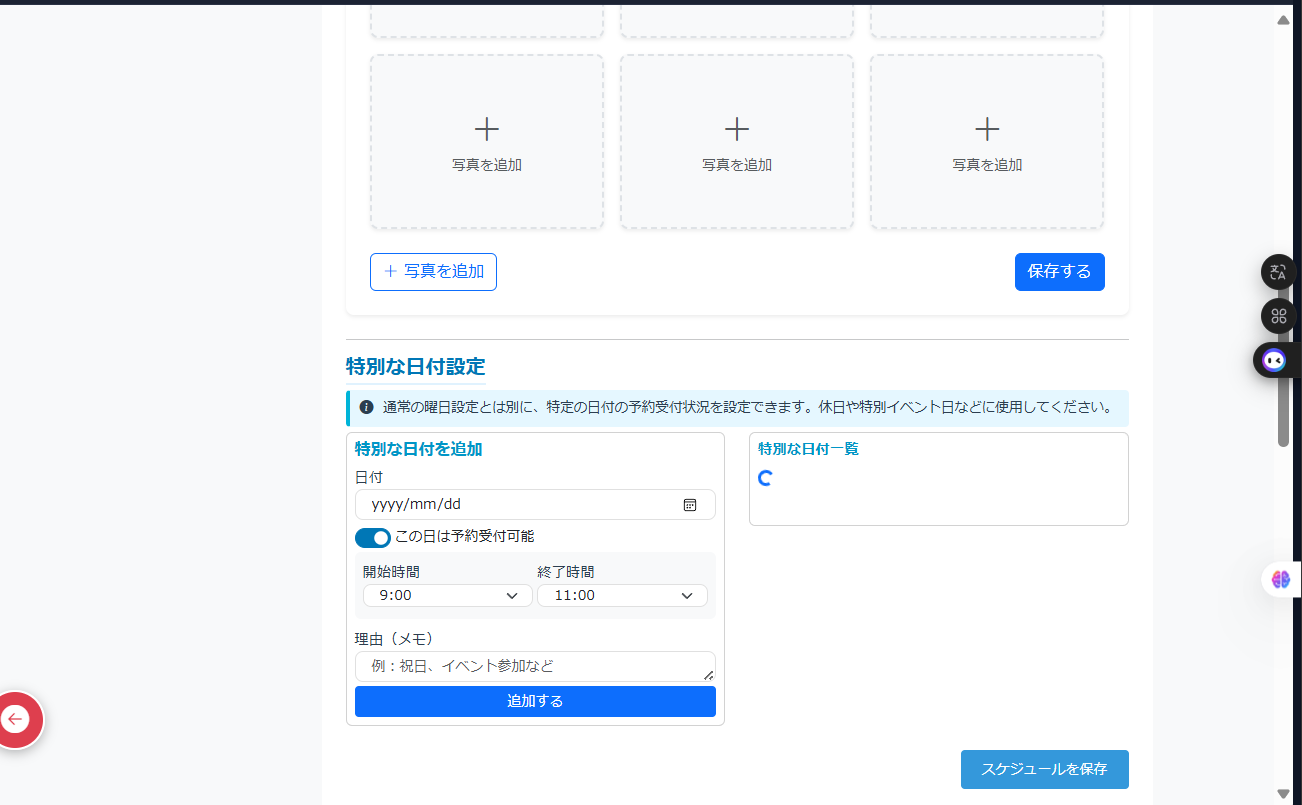 写真を追加
写真を追加
写真を追加
+ 写真を追加
保存する
特別な日付設定
通常の曜日設定とは別に、特定の日付の予約受付状況を設定できます。休日や特別イベント日などに使用してください。
特別な日付を追加
日付
yyyy/mm/dd
この日は予約受付可能
開始時間
終了時間
9:00
11:00
理由（メモ）
例：祝日、イベント参加など
追加する
特別な日付一覧
スケジュールを保存